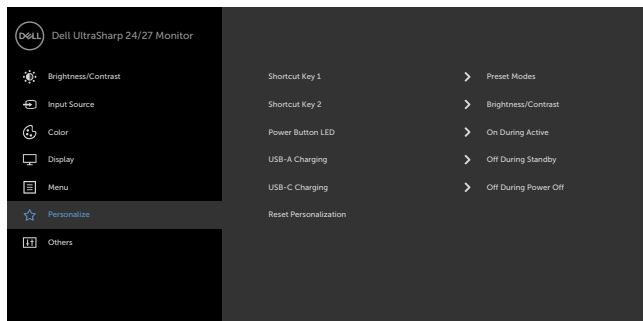 DELL Dell UltraSharp 24/27 Monitor
Brightness/Contrast Shortcut Key 1 Preset Modes
Input Source Shortcut Key 2 Brightness/Contrast
Color Power Button LED On During Active
Display USB-A Charging Off During Standby
Menu USB-C Charging Off During Power Off
Personalize Reset Personalization
Others